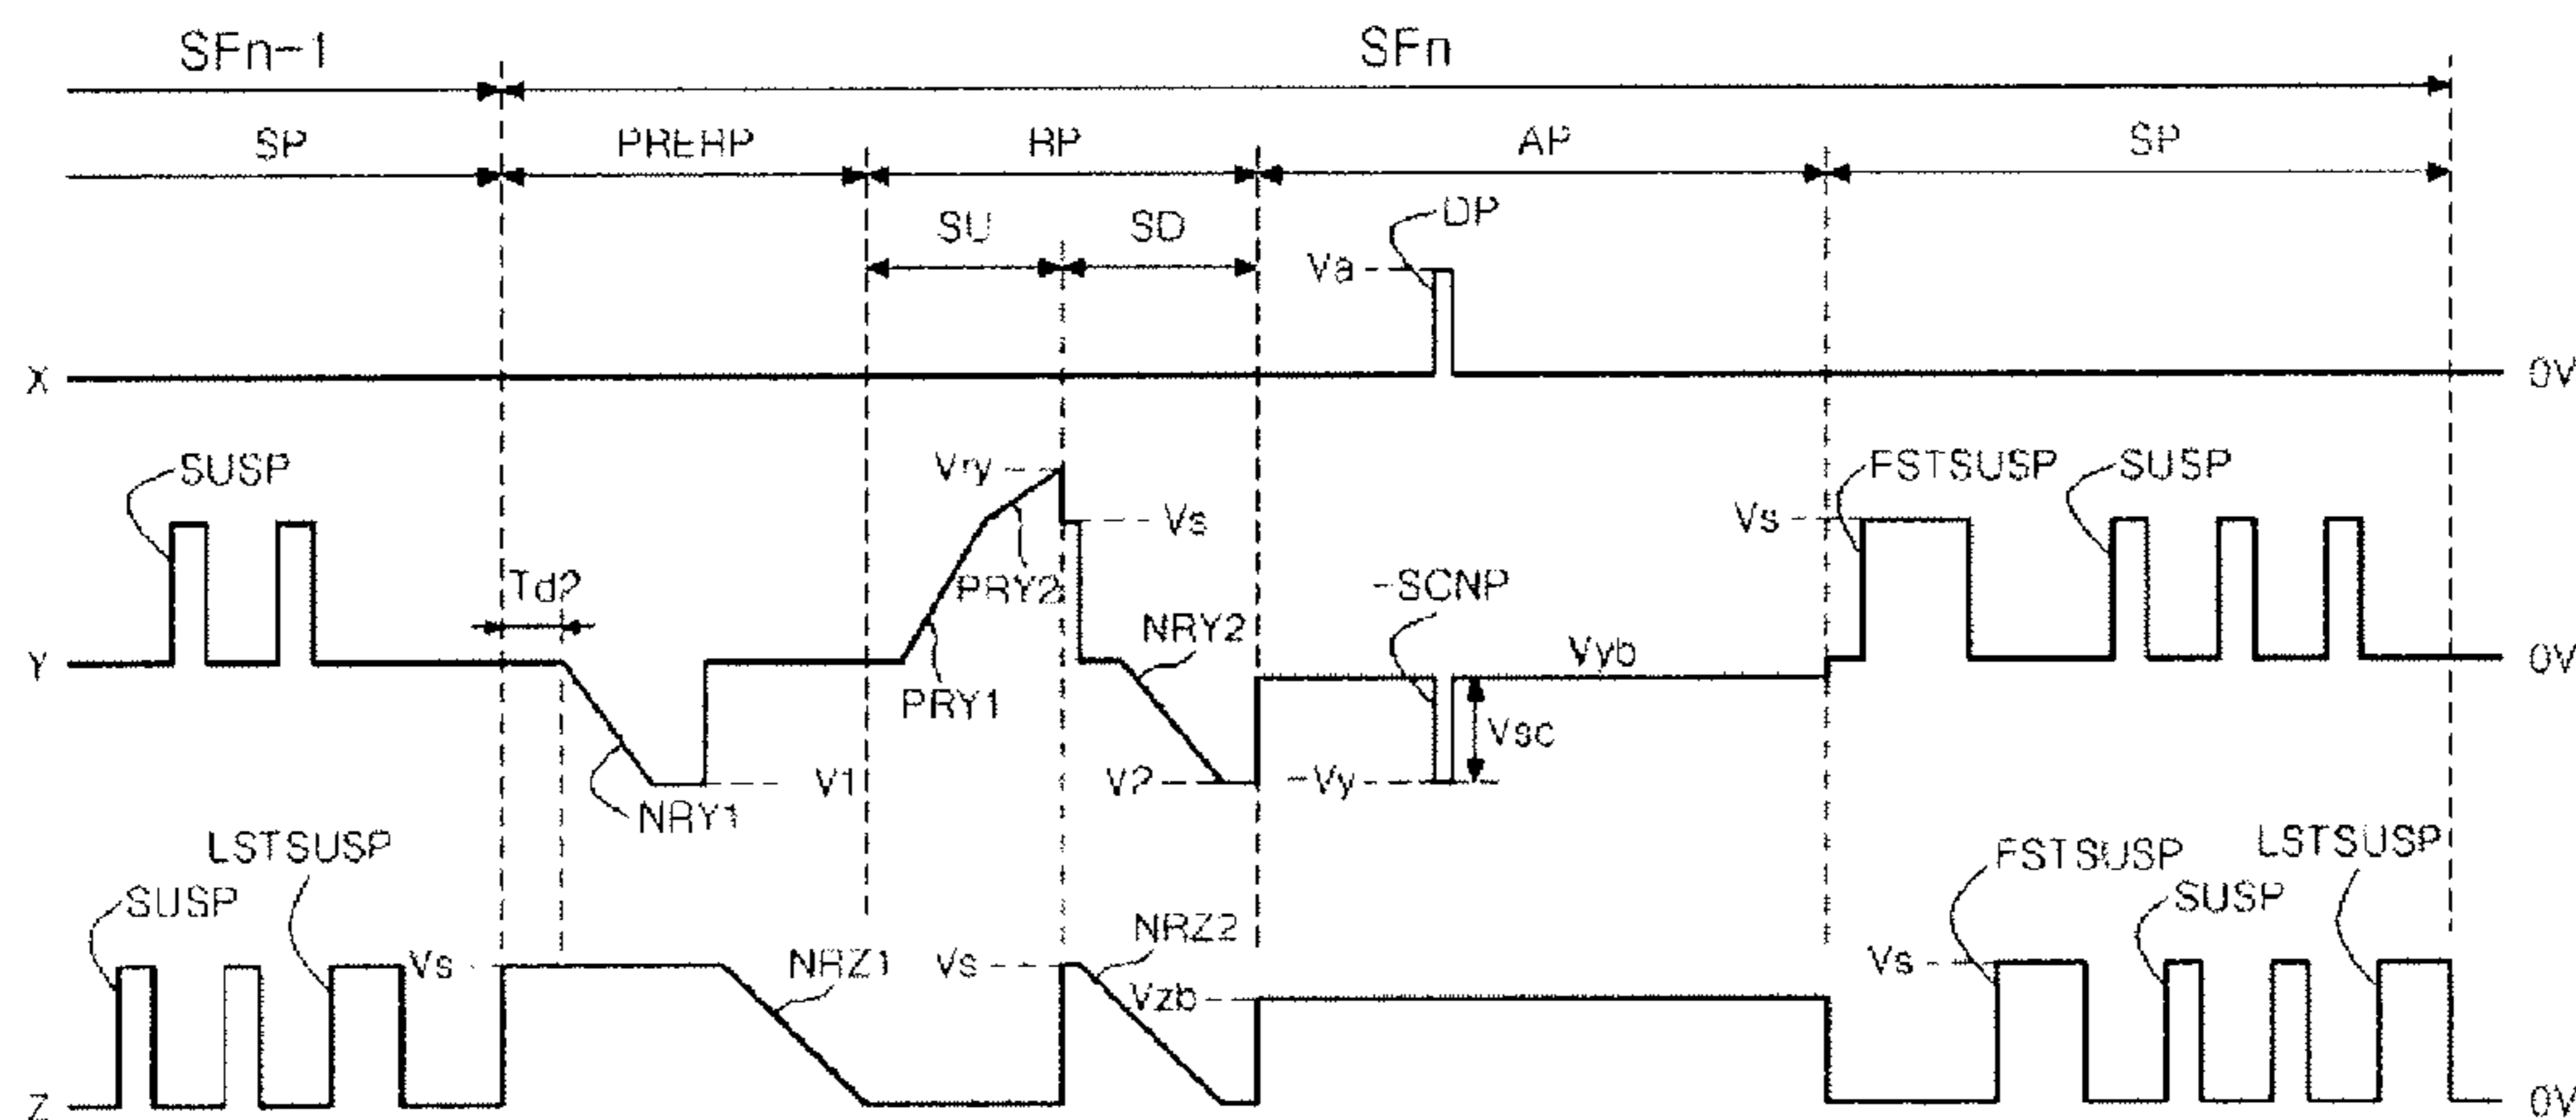 SFn-1 SFn
SP PRERP RP AP SP
SU SD DP
Va
X 0V
SUSP Vry FSTSUSP SUSP
Vs Vs
Td2 PRY2 -SCNP
NRY2
Y Vyb 0V
PRY1 Vsc
V1 V2 -Vy
NRY1
LSTSUSP FSTSUSP LSTSUSP
SUSP NRZ2 SUSP
Vs NRZ1 Vs Vs
Vzb
Z 0V